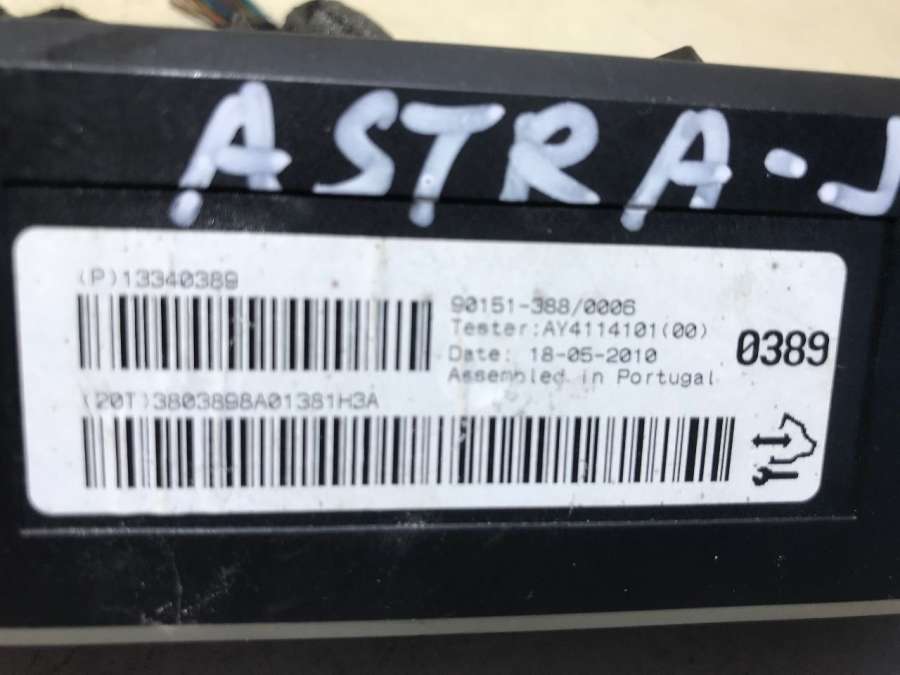 ASTRA-J
(P)13340389
90151-388/0006
Tester:AY4114101(00)
Date: 18-05-2010
Assembled in Portugal
0389
(20T)3803898A01381H3A